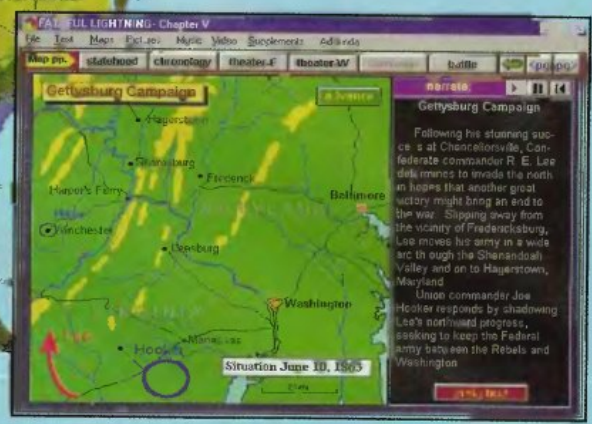 FATEFUL LIGHTNING - Chapter V
File Text Maps Pictures Music Video Supplements Addenda
Map pp. statehood chronology theater-E theater-W battle
Gettysburg Campaign
advance
Hagerstown
Sharpsburg
Frederick
Harper's Ferry
Baltimore
MARYLAND
Winchester
Leesburg
Washington
Manassas
Lee
Hooker
Situation June 10, 1863
narrate
Gettysburg Campaign
Following his stunning suc-
cess at Chancellorsville, Con-
federate commander R. E. Lee
determines to invade the north
in hopes that another great
victory might bring an end to
the war. Slipping away from
the vicinity of Fredericksburg,
Lee moves his army in a wide
arc through the Shenandoah
Valley and on to Hagerstown,
Maryland
Union commander Joe
Hooker responds by shadowing
Lee's northward progress,
seeking to keep the Federal
army between the Rebels and
Washington